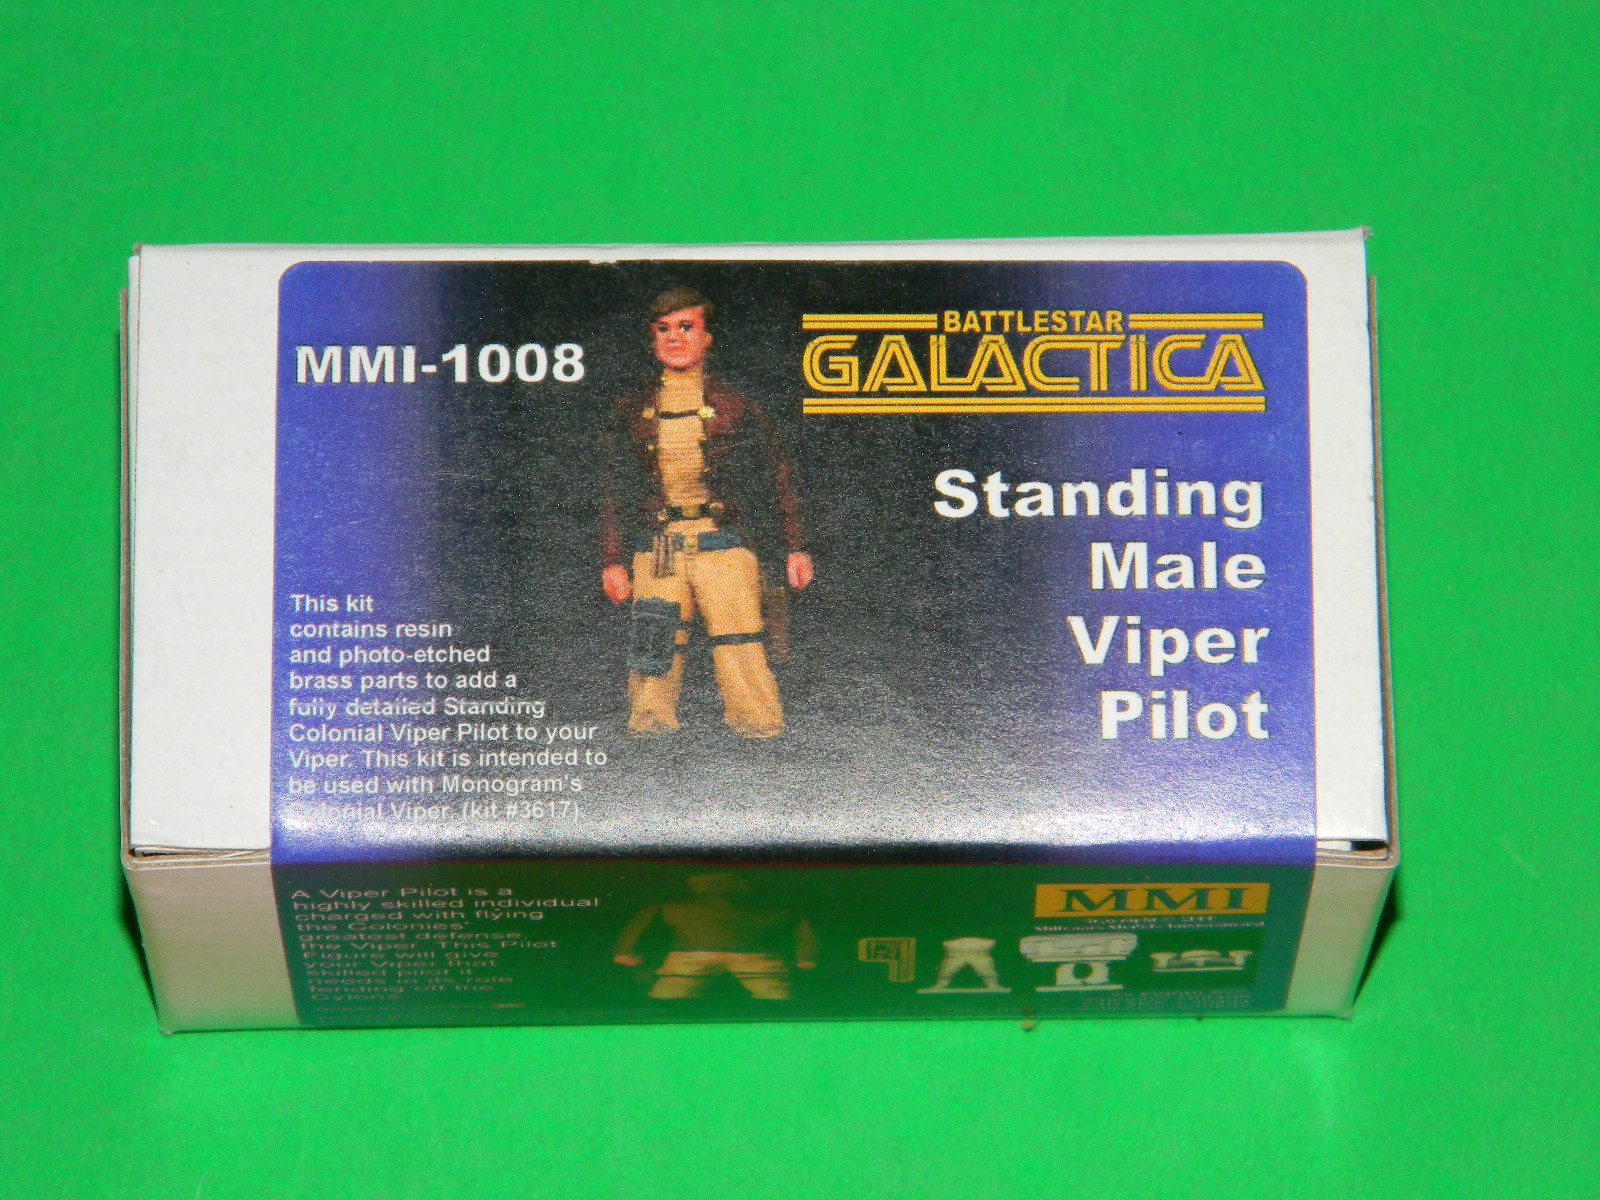 MMI-1008
BATTLESTAR
GALACTICA
Standing
Male
Viper
Pilot
This kit
contains resin
and photo-etched
brass parts to add a
fully detailed Standing
Colonial Viper Pilot to your
Viper. This kit is intended to
be used with Monogram's
Colonial Viper. (kit #3617)
A Viper Pilot is a
highly skilled individual
charged with flying
the Colonies'
greatest defense,
the Viper. This Pilot
Figure will give
your Viper that
skilled pilot it
needs in its role
fending off the
Cylons.
MMI